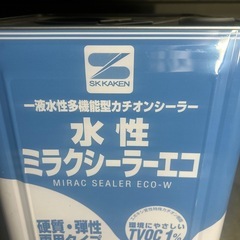 SK KAKEN
一液水性多機能型カチオンシーラー
水性
ミラクシーラーエコ
MIRAC SEALER ECO-W
硬質・弾性
環境にやさしい
TVOC 1%